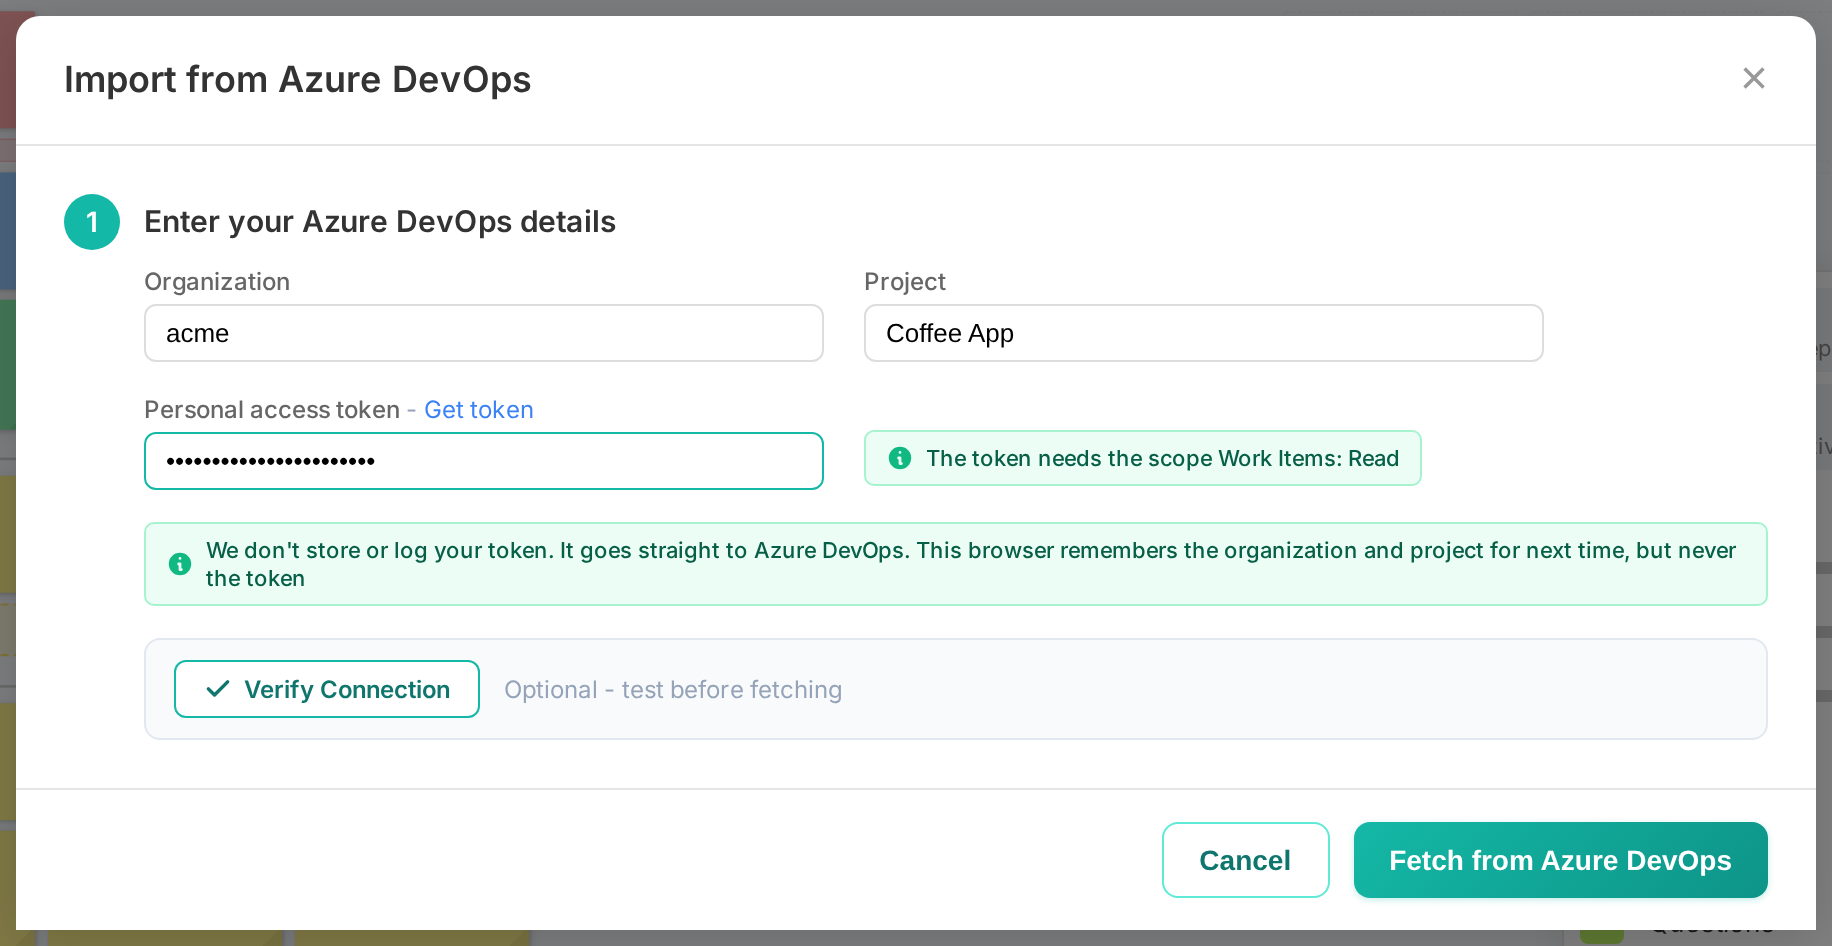 Import from Azure DevOps
1
Enter your Azure DevOps details
Organization
Project
acme
Coffee App
Personal access token - Get token
•••••••••••••••••••••••
The token needs the scope Work Items: Read
We don't store or log your token. It goes straight to Azure DevOps. This browser remembers the organization and project for next time, but never
the token
Verify Connection
Optional - test before fetching
Cancel
Fetch from Azure DevOps